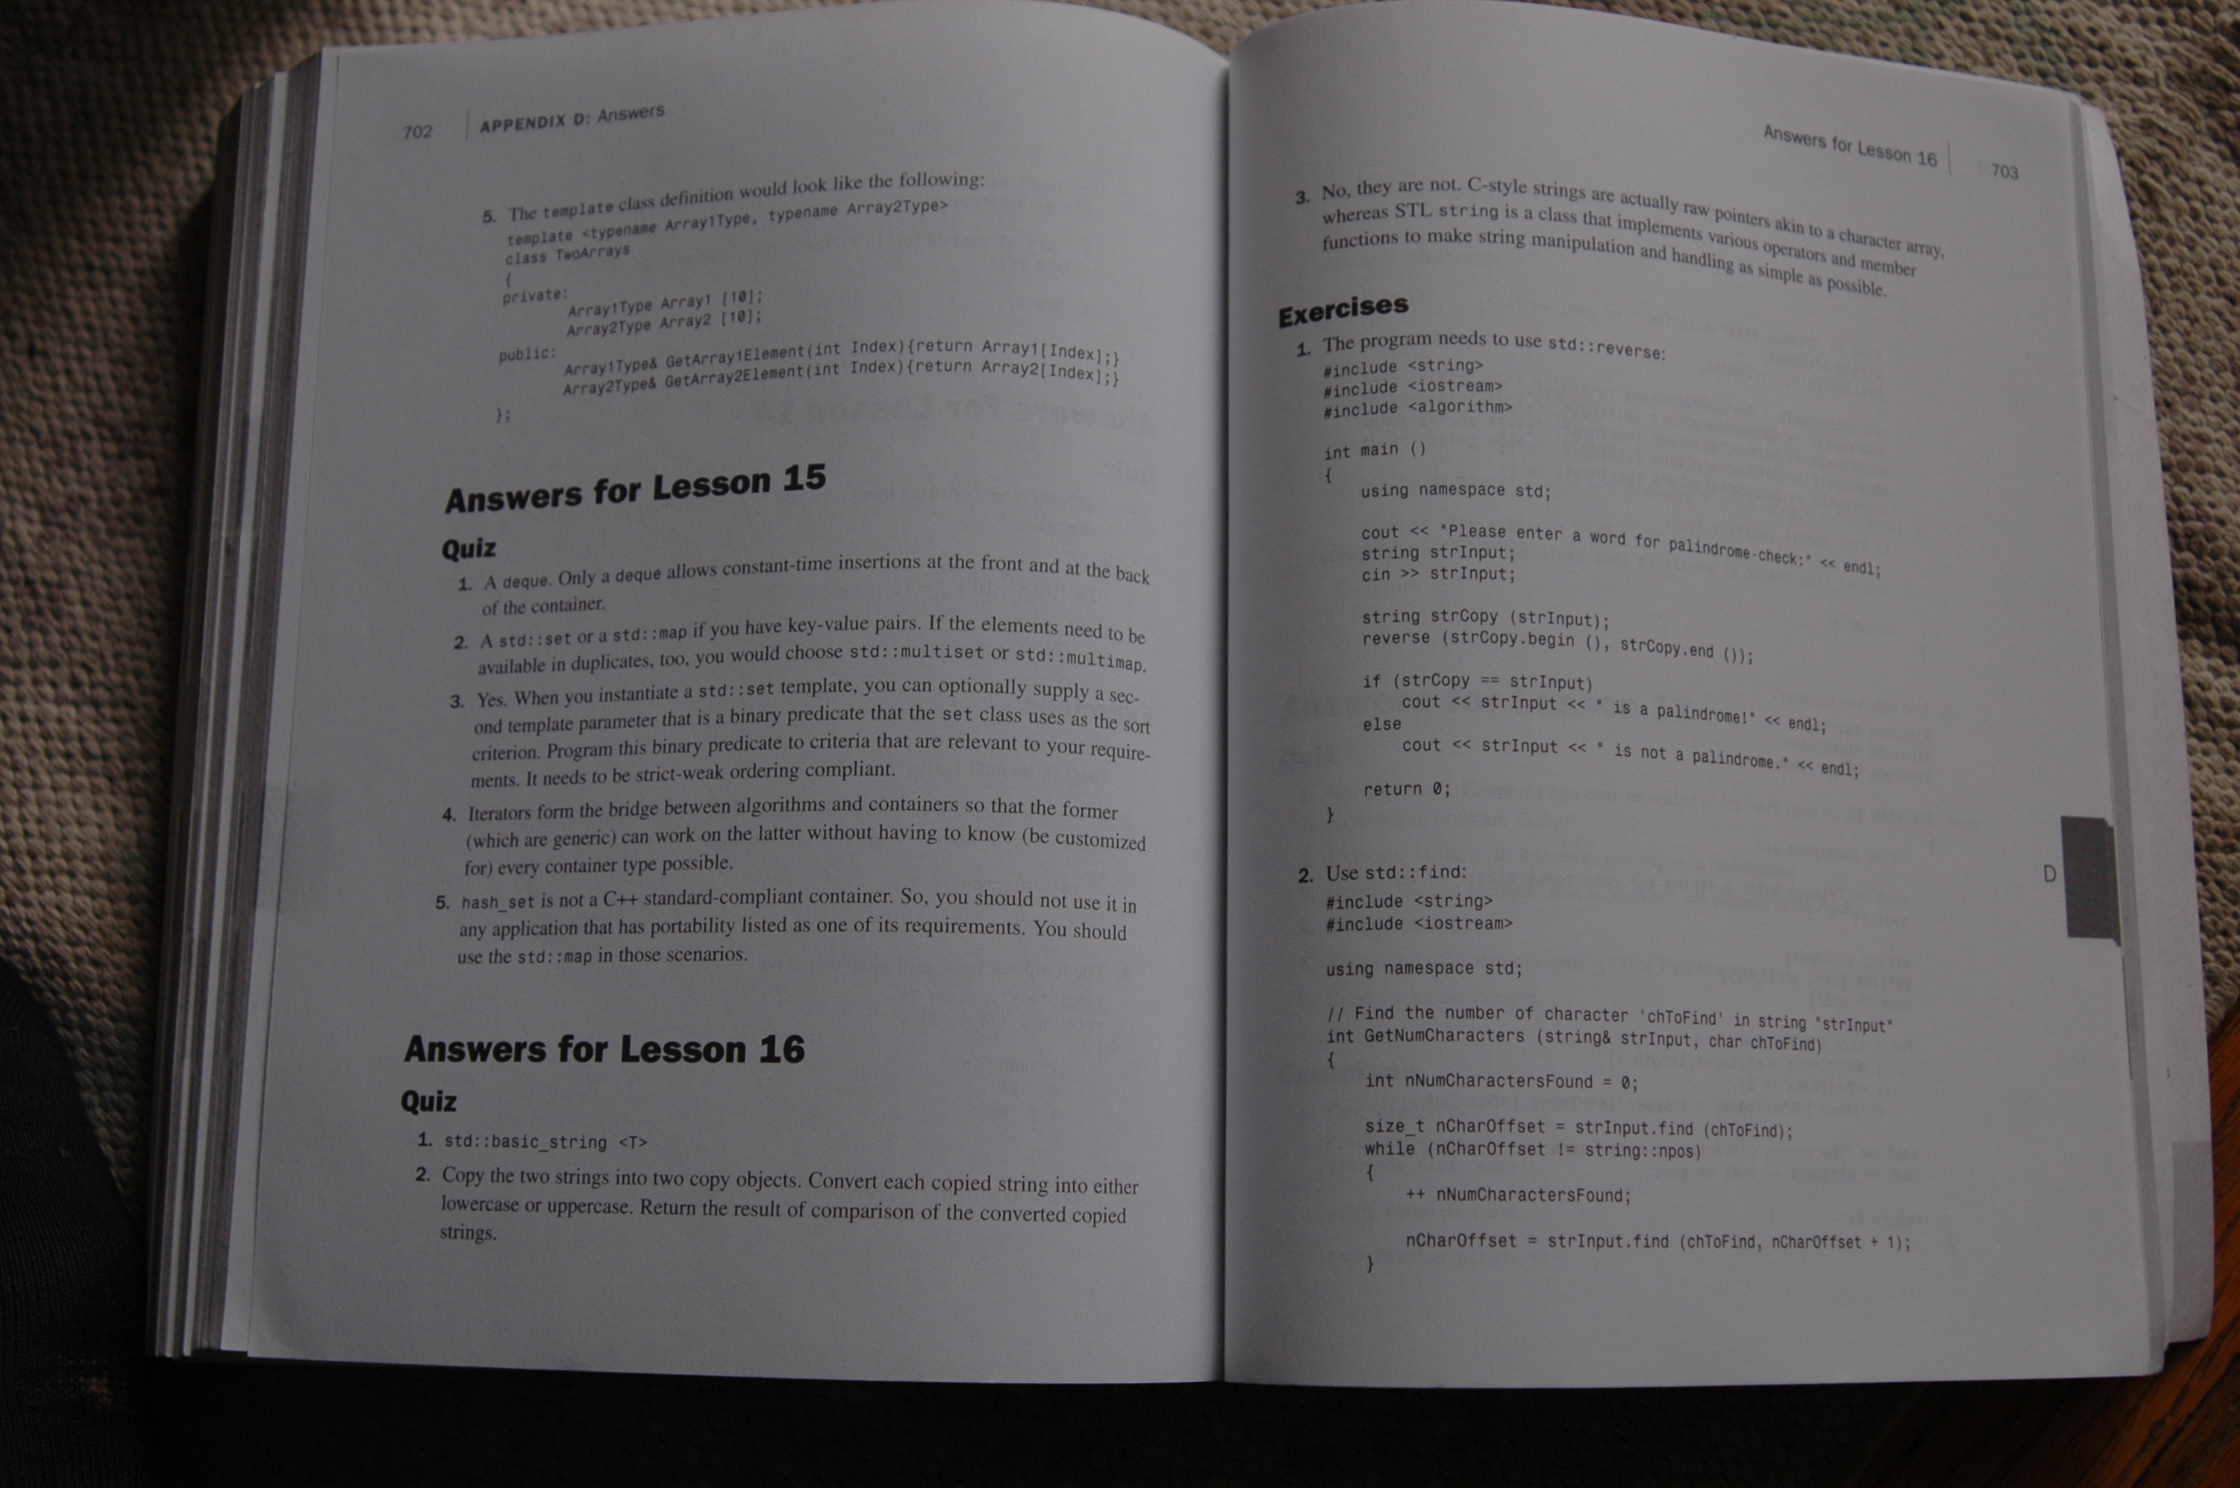 702 | APPENDIX D: Answers
5. The template class definition would look like the following:
template <typename Array1Type, typename Array2Type>
class TwoArrays
{
private:
Array1Type Array1 [10];
Array2Type Array2 [10];
public:
Array1Type& GetArray1Element(int Index){return Array1[Index];}
Array2Type& GetArray2Element(int Index){return Array2[Index];}
};
Answers for Lesson 15
Quiz
1. A deque. Only a deque allows constant-time insertions at the front and at the back
of the container.
2. A std::set or a std::map if you have key-value pairs. If the elements need to be
available in duplicates, too, you would choose std::multiset or std::multimap.
3. Yes. When you instantiate a std::set template, you can optionally supply a sec-
ond template parameter that is a binary predicate that the set class uses as the sort
criterion. Program this binary predicate to criteria that are relevant to your require-
ments. It needs to be strict-weak ordering compliant.
4. Iterators form the bridge between algorithms and containers so that the former
(which are generic) can work on the latter without having to know (be customized
for) every container type possible.
5. hash_set is not a C++ standard-compliant container. So, you should not use it in
any application that has portability listed as one of its requirements. You should
use the std::map in those scenarios.
Answers for Lesson 16
Quiz
1. std::basic_string <T>
2. Copy the two strings into two copy objects. Convert each copied string into either
lowercase or uppercase. Return the result of comparison of the converted copied
strings.
Answers for Lesson 16 | 703
3. No, they are not. C-style strings are actually raw pointers akin to a character array,
whereas STL string is a class that implements various operators and member
functions to make string manipulation and handling as simple as possible.
Exercises
1. The program needs to use std::reverse:
#include <string>
#include <iostream>
#include <algorithm>
int main ()
{
using namespace std;
cout << "Please enter a word for palindrome-check:" << endl;
string strInput;
cin >> strInput;
string strCopy (strInput);
reverse (strCopy.begin (), strCopy.end ());
if (strCopy == strInput)
cout << strInput << " is a palindrome!" << endl;
else
cout << strInput << " is not a palindrome." << endl;
return 0;
}
2. Use std::find:
#include <string>
#include <iostream>
using namespace std;
// Find the number of character 'chToFind' in string "strInput"
int GetNumCharacters (string& strInput, char chToFind)
{
int nNumCharactersFound = 0;
size_t nCharOffset = strInput.find (chToFind);
while (nCharOffset != string::npos)
{
++ nNumCharactersFound;
nCharOffset = strInput.find (chToFind, nCharOffset + 1);
}
D